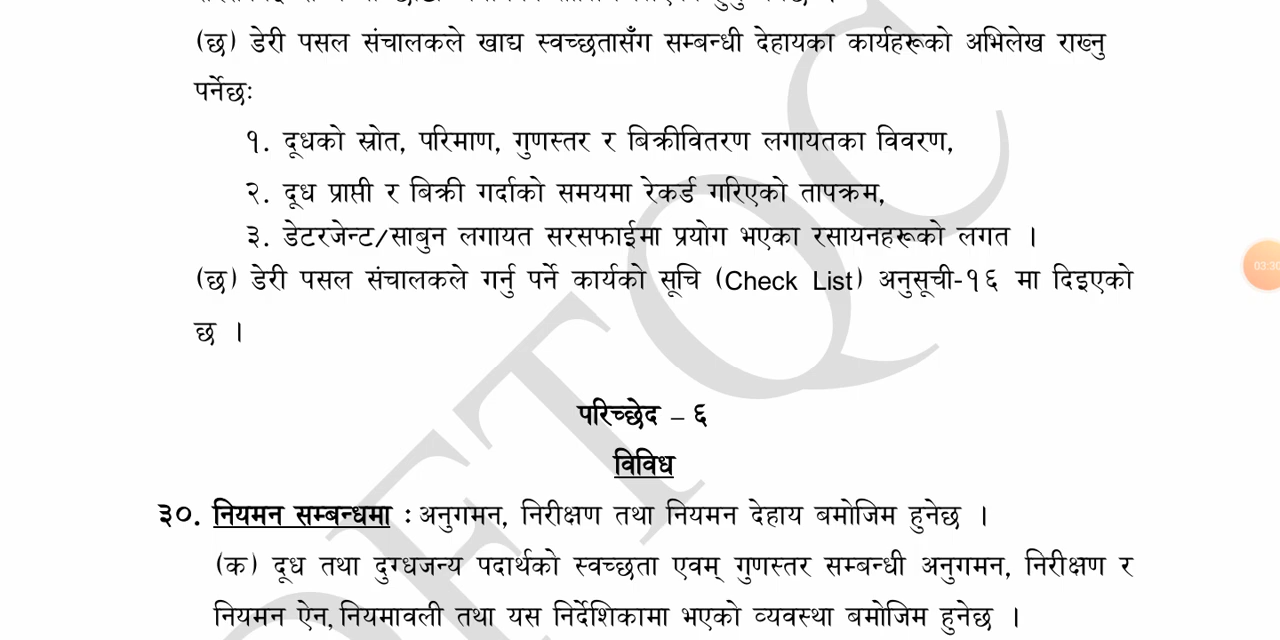 (छ) डेरी पसल संचालकले खाद्य स्वच्छतासँग सम्बन्धी देहायका कार्यहरूको अभिलेख राख्नु
पर्नेछः
१. दूधको स्रोत, परिमाण, गुणस्तर र बिक्रीवितरण लगायतका विवरण,
२. दूध प्राप्ती र बिक्री गर्दाको समयमा रेकर्ड गरिएको तापक्रम,
३. डेटरजेन्ट/साबुन लगायत सरसफाईमा प्रयोग भएका रसायनहरूको लगत ।
(छ) डेरी पसल संचालकले गर्नु पर्ने कार्यको सूचि (Check List) अनुसूची-१६ मा दिइएको
छ ।
03:30
परिच्छेद – ६
विविध
३०. नियमन सम्बन्धमा : अनुगमन, निरीक्षण तथा नियमन देहाय बमोजिम हुनेछ ।
(क) दूध तथा दुग्धजन्य पदार्थको स्वच्छता एवम् गुणस्तर सम्बन्धी अनुगमन, निरीक्षण र
नियमन ऐन, नियमावली तथा यस निर्देशिकामा भएको व्यवस्था बमोजिम हुनेछ ।
DFTQC